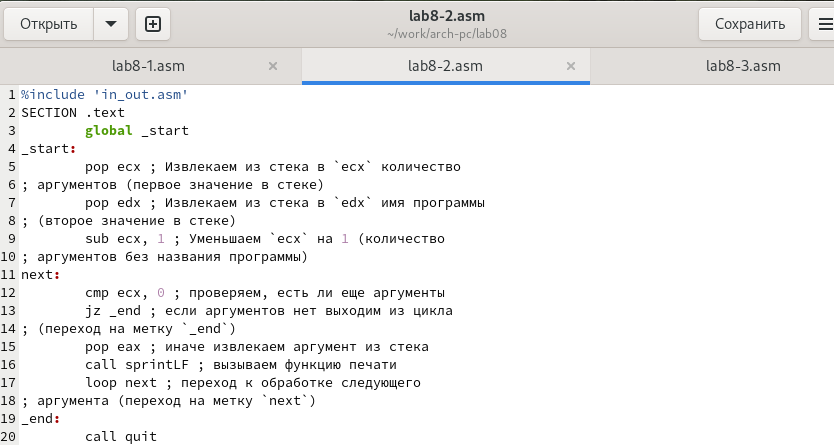 Открыть
lab8-2.asm
~/work/arch-pc/lab08
Сохранить
lab8-1.asm × lab8-2.asm × lab8-3.asm
1 %include 'in_out.asm'
2 SECTION .text
3 global _start
4 _start:
5 pop ecx ; Извлекаем из стека в `ecx` количество
6 ; аргументов (первое значение в стеке)
7 pop edx ; Извлекаем из стека в `edx` имя программы
8 ; (второе значение в стеке)
9 sub ecx, 1 ; Уменьшаем `ecx` на 1 (количество
10 ; аргументов без названия программы)
11 next:
12 cmp ecx, 0 ; проверяем, есть ли еще аргументы
13 jz _end ; если аргументов нет выходим из цикла
14 ; (переход на метку `_end`)
15 pop eax ; иначе извлекаем аргумент из стека
16 call sprintLF ; вызываем функцию печати
17 loop next ; переход к обработке следующего
18 ; аргумента (переход на метку `next`)
19 _end:
20 call quit